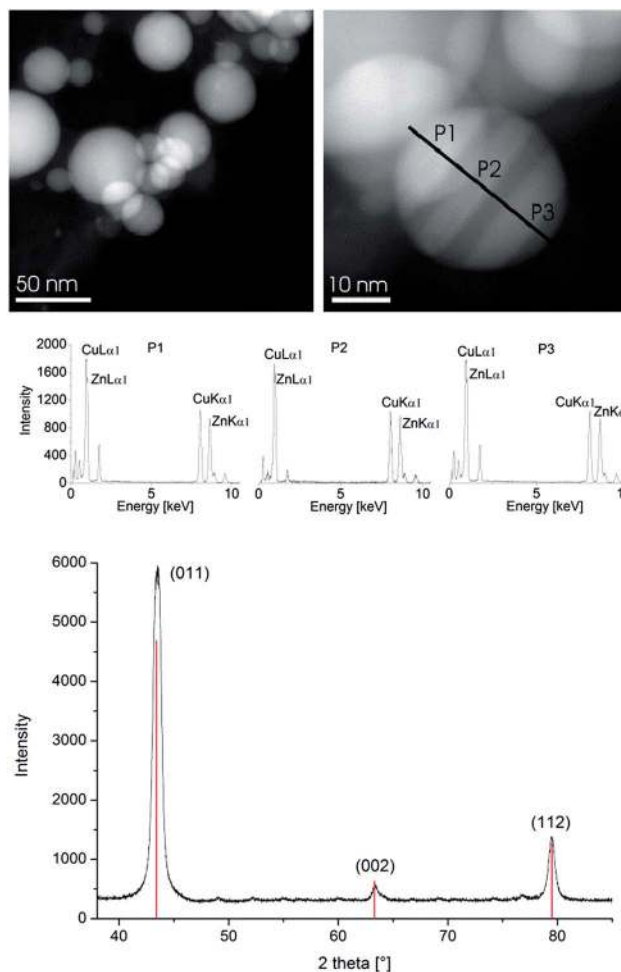 50 nm
P1
P2
P3
10 nm
P1
P2
P3
CuLα1
ZnLα1
CuKα1
ZnKα1
CuLα1
ZnLα1
CuKα1
ZnKα1
CuLα1
ZnLα1
CuKα1
ZnK
Intensity
2000
1600
1200
800
400
0
0 5 10
0 5 10
0 5 1
Energy [keV]
Energy [keV]
Energy [keV]
6000
5000
4000
3000
2000
1000
0
Intensity
(011)
(002)
(112)
40 50 60 70 80
2 theta [°]